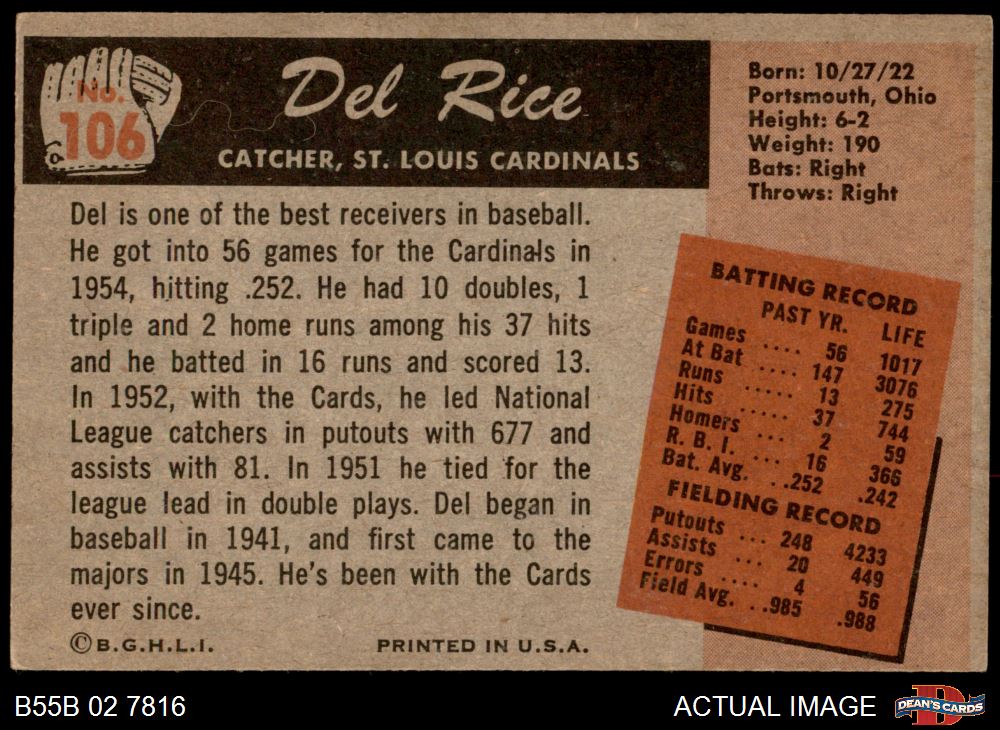 No.
106
Del Rice
CATCHER, ST. LOUIS CARDINALS
Born: 10/27/22
Portsmouth, Ohio
Height: 6-2
Weight: 190
Bats: Right
Throws: Right
Del is one of the best receivers in baseball.
He got into 56 games for the Cardinals in
1954, hitting .252. He had 10 doubles, 1
triple and 2 home runs among his 37 hits
and he batted in 16 runs and scored 13.
In 1952, with the Cards, he led National
League catchers in putouts with 677 and
assists with 81. In 1951 he tied for the
league lead in double plays. Del began in
baseball in 1941, and first came to the
majors in 1945. He's been with the Cards
ever since.
©B.G.H.L.I. PRINTED IN U.S.A.
BATTING RECORD
PAST YR. LIFE
Games .... 56 1017
At Bat .... 147 3076
Runs ..... 13 275
Hits ..... 37 744
Homers ... 2 59
R. B. I. ... 16 366
Bat. Avg. ..252 .242
FIELDING RECORD
Putouts ... 248 4233
Assists ... 20 449
Errors .... 4 56
Field Avg. ..985 .988
B55B 02 7816
ACTUAL IMAGE
DEAN'S CARDS